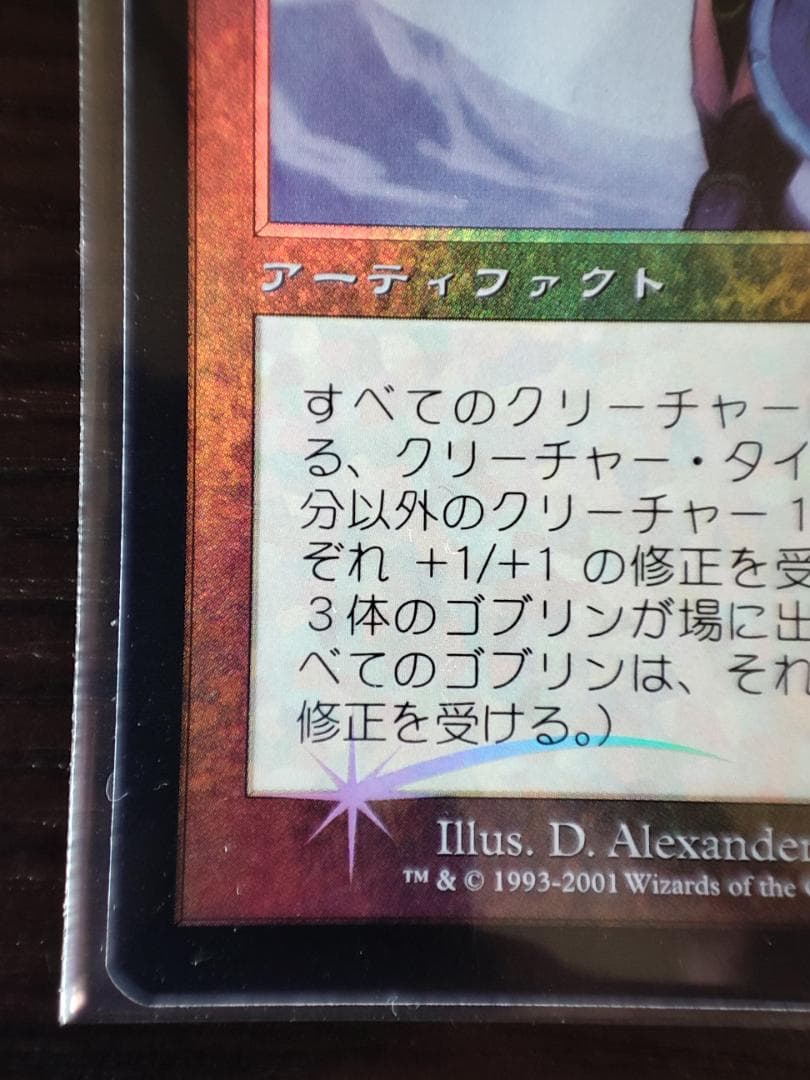 アーティファクト
すべてのクリーチャー
る、クリーチャー・タイ
分以外のクリーチャー 1
ぞれ +1/+1 の修正を受
3体のゴブリンが場に出
べてのゴブリンは、それ
修正を受ける。)
Illus. D. Alexander
™ & © 1993-2001 Wizards of the